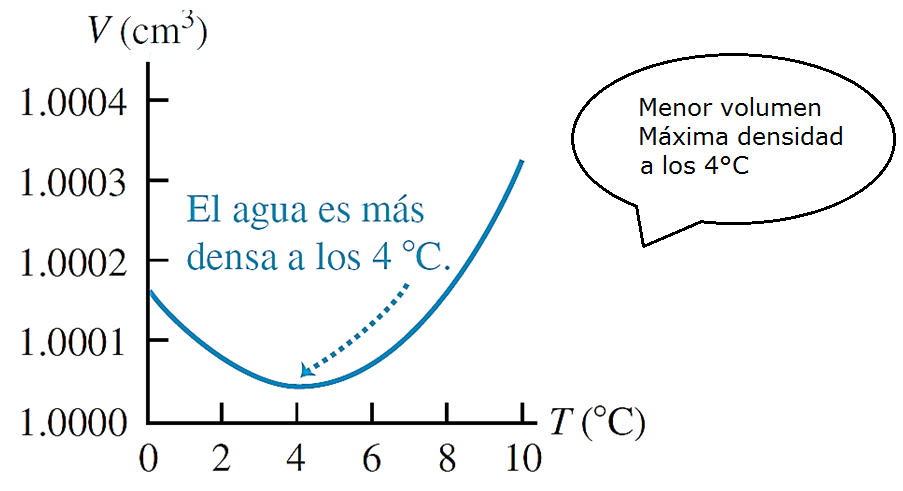 V (cm³)
1.0004
1.0003
1.0002
1.0001
1.0000
El agua es más
densa a los 4 °C.
0 2 4 6 8 10
T (°C)
Menor volumen
Máxima densidad
a los 4°C